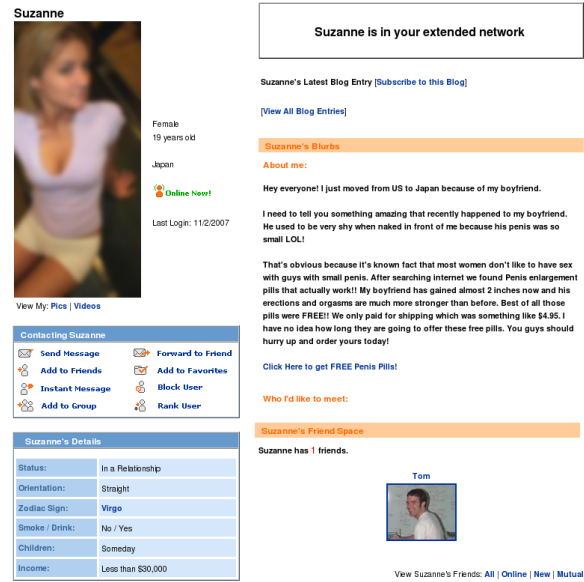 Suzanne
Female
19 years old
Japan
Online Now!
Last Login: 11/2/2007
View My: Pics | Videos
Contacting Suzanne
Send Message
Forward to Friend
Add to Friends
Add to Favorites
Instant Message
Block User
Add to Group
Rank User
Suzanne's Details
Status: In a Relationship
Orientation: Straight
Zodiac Sign: Virgo
Smoke / Drink: No / Yes
Children: Someday
Income: Less than $30,000
Suzanne is in your extended network
Suzanne's Latest Blog Entry [Subscribe to this Blog]
[View All Blog Entries]
Suzanne's Blurbs
About me:
Hey everyone! I just moved from US to Japan because of my boyfriend.
I need to tell you something amazing that recently happened to my boyfriend.
He used to be very shy when naked in front of me because his penis was so
small LOL!
That's obvious because it's known fact that most women don't like to have sex
with guys with small penis. After searching internet we found Penis enlargement
pills that actually work!! My boyfriend has gained almost 2 inches now and his
erections and orgasms are much more stronger than before. Best of all those
pills were FREE!! We only paid for shipping which was something like $4.95. I
have no idea how long they are going to offer these free pills. You guys should
hurry up and order yours today!
Click Here to get FREE Penis Pills!
Who I'd like to meet:
Suzanne's Friend Space
Suzanne has 1 friends.
Tom
View Suzanne's Friends: All | Online | New | Mutual